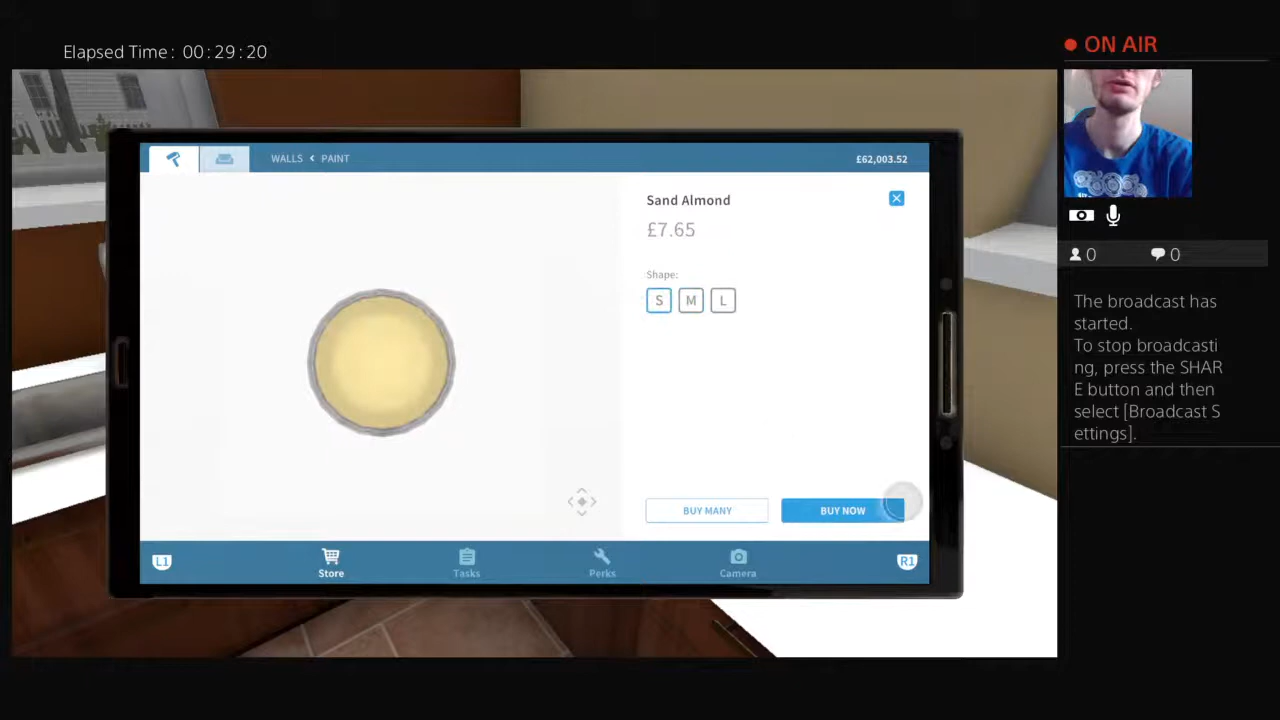 Elapsed Time: 00:29:20
ON AIR
WALLS < PAINT
£62,003.52
Sand Almond
£7.65
Shape:
S M L
BUY MANY
BUY NOW
L1
Store
Tasks
Perks
Camera
R1
0
0
The broadcast has
started.
To stop broadcasti
ng, press the SHAR
E button and then
select [Broadcast S
ettings].